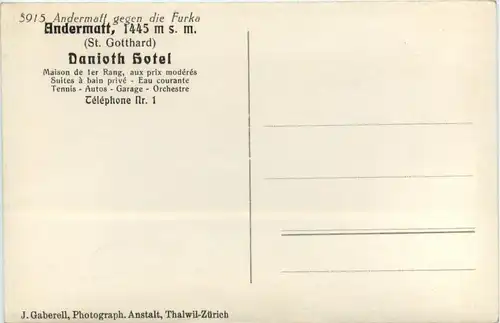 5915 Andermatt gegen die Furka
Andermatt, 1445 m s. m.
(St. Gotthard)
Danioth Hotel
Maison de 1er Rang, aux prix modérés
Suites à bain privé - Eau courante
Tennis - Autos - Garage - Orchestre
Téléphone Nr. 1
J. Gaberell, Photograph. Anstalt, Thalwil-Zürich